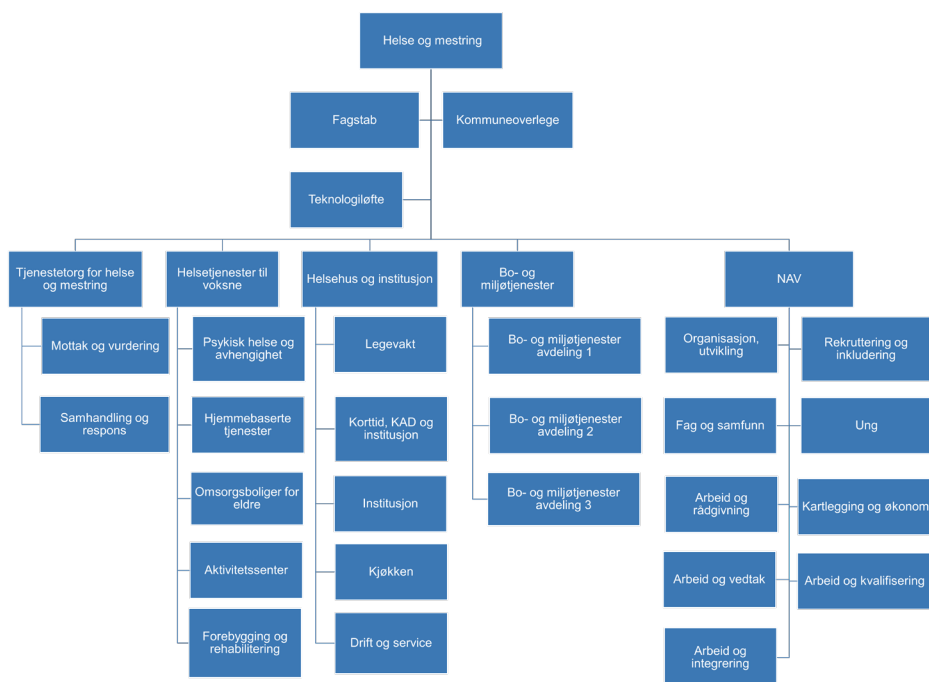 Helse og mestring
Fagstab
Kommuneoverlege
Teknologiløfte
Tjenestetorg for helse
og mestring
Mottak og vurdering
Samhandling og
respons
Helsetjenester til
voksne
Psykisk helse og
avhengighet
Hjemmebaserte
tjenester
Omsorgsboliger for
eldre
Aktivitetssenter
Forebygging og
rehabilitering
Helsehus og institusjon
Legevakt
Korttid, KAD og
institusjon
Institusjon
Kjøkken
Drift og service
Bo- og
miljøtjenester
Bo- og miljøtjenester
avdeling 1
Bo- og miljøtjenester
avdeling 2
Bo- og miljøtjenester
avdeling 3
NAV
Organisasjon,
utvikling
Rekruttering og
inkludering
Fag og samfunn
Ung
Arbeid og
rådgivning
Kartlegging og økonom
Arbeid og vedtak
Arbeid og kvalifisering
Arbeid og
integrering